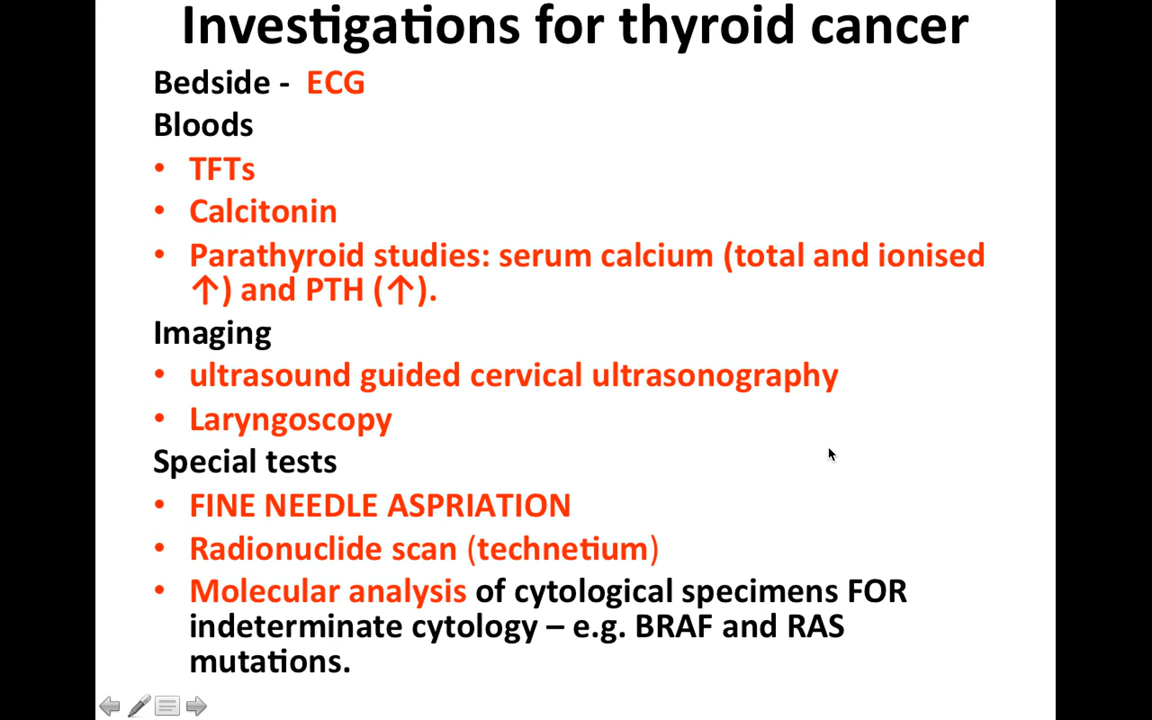 Investigations for thyroid cancer
Bedside - ECG
Bloods
• TFTs
• Calcitonin
• Parathyroid studies: serum calcium (total and ionised
↑) and PTH (↑).
Imaging
• ultrasound guided cervical ultrasonography
• Laryngoscopy
Special tests
• FINE NEEDLE ASPRIATION
• Radionuclide scan (technetium)
• Molecular analysis of cytological specimens FOR
indeterminate cytology – e.g. BRAF and RAS
mutations.